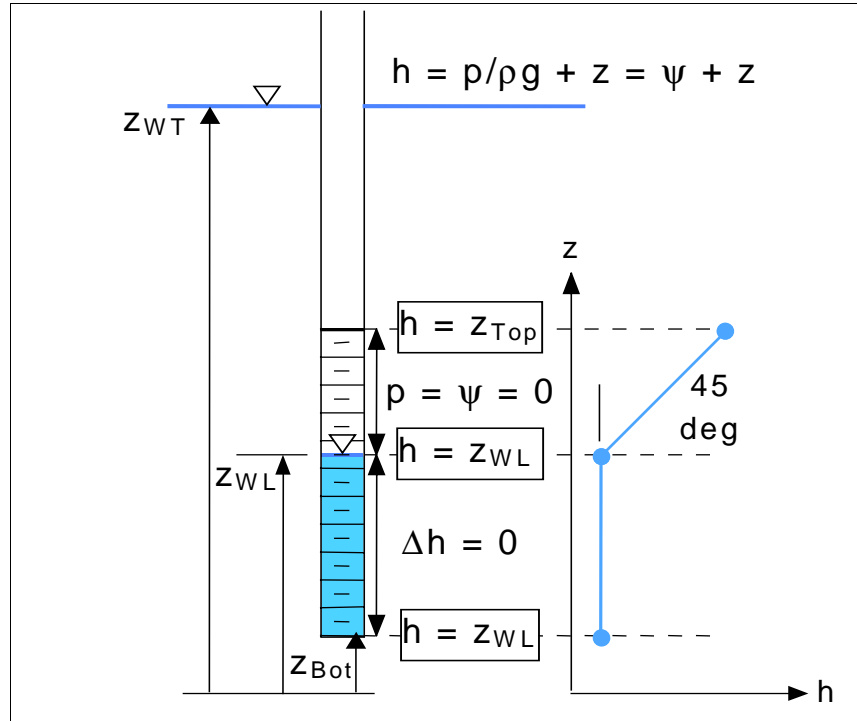 h = p/ρg + z = ψ + z
z_WT
z
h = z_Top
p = ψ = 0
45
deg
h = z_WL
z_WL
Δh = 0
h = z_WL
z_Bot
h